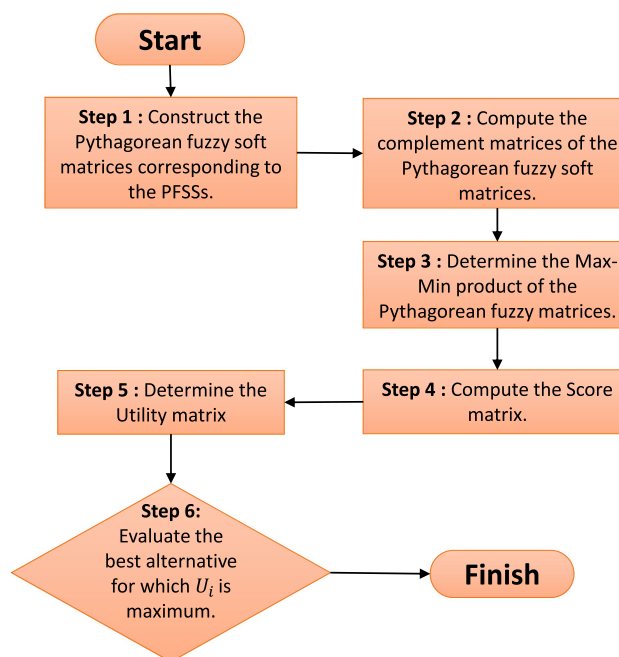 Start
Step 1 : Construct the
Pythagorean fuzzy soft
matrices corresponding to
the PFSSs.
Step 2 : Compute the
complement matrices of the
Pythagorean fuzzy soft
matrices.
Step 3 : Determine the Max-
Min product of the
Pythagorean fuzzy matrices.
Step 4 : Compute the Score
matrix.
Step 5 : Determine the
Utility matrix
Step 6:
Evaluate the
best alternative
for which U_i is
maximum.
Finish